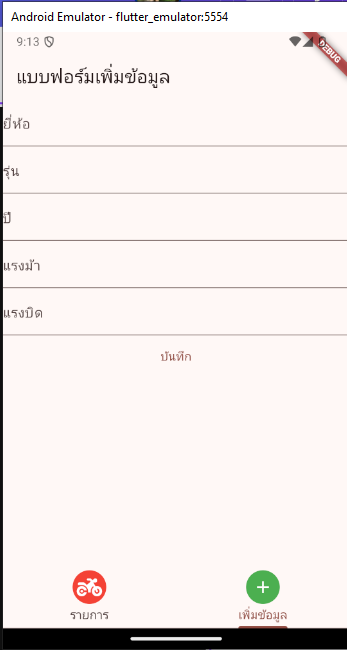 Android Emulator - flutter_emulator:5554
9:13
DEBUG
แบบฟอร์มเพิ่มข้อมูล
ยี่ห้อ
รุ่น
ปี
แรงม้า
แรงบิด
บันทึก
รายการ
เพิ่มข้อมูล